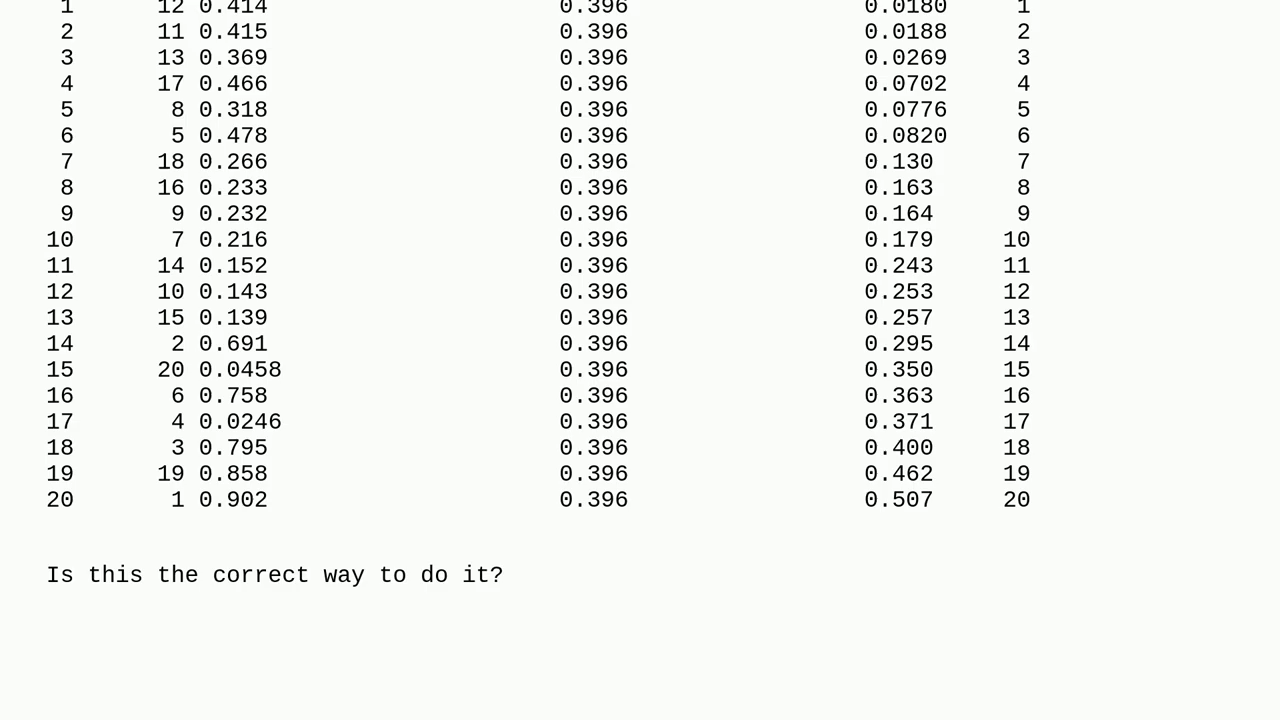 1 12 0.414 0.396 0.0180 1
2 11 0.415 0.396 0.0188 2
3 13 0.369 0.396 0.0269 3
4 17 0.466 0.396 0.0702 4
5 8 0.318 0.396 0.0776 5
6 5 0.478 0.396 0.0820 6
7 18 0.266 0.396 0.130 7
8 16 0.233 0.396 0.163 8
9 9 0.232 0.396 0.164 9
10 7 0.216 0.396 0.179 10
11 14 0.152 0.396 0.243 11
12 10 0.143 0.396 0.253 12
13 15 0.139 0.396 0.257 13
14 2 0.691 0.396 0.295 14
15 20 0.0458 0.396 0.350 15
16 6 0.758 0.396 0.363 16
17 4 0.0246 0.396 0.371 17
18 3 0.795 0.396 0.400 18
19 19 0.858 0.396 0.462 19
20 1 0.902 0.396 0.507 20
Is this the correct way to do it?